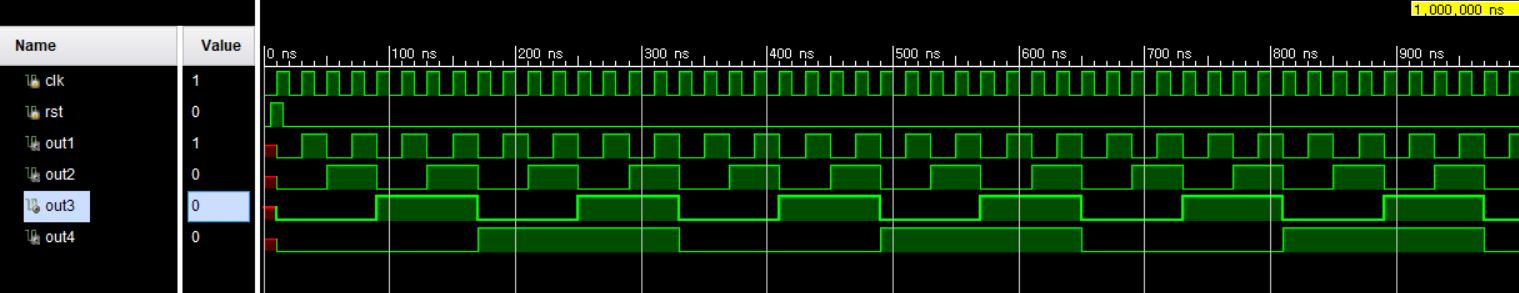 1,000,000 ns
Name Value
0 ns 100 ns 200 ns 300 ns 400 ns 500 ns 600 ns 700 ns 800 ns 900 ns
clk 1
rst 0
out1 1
out2 0
out3 0
out4 0